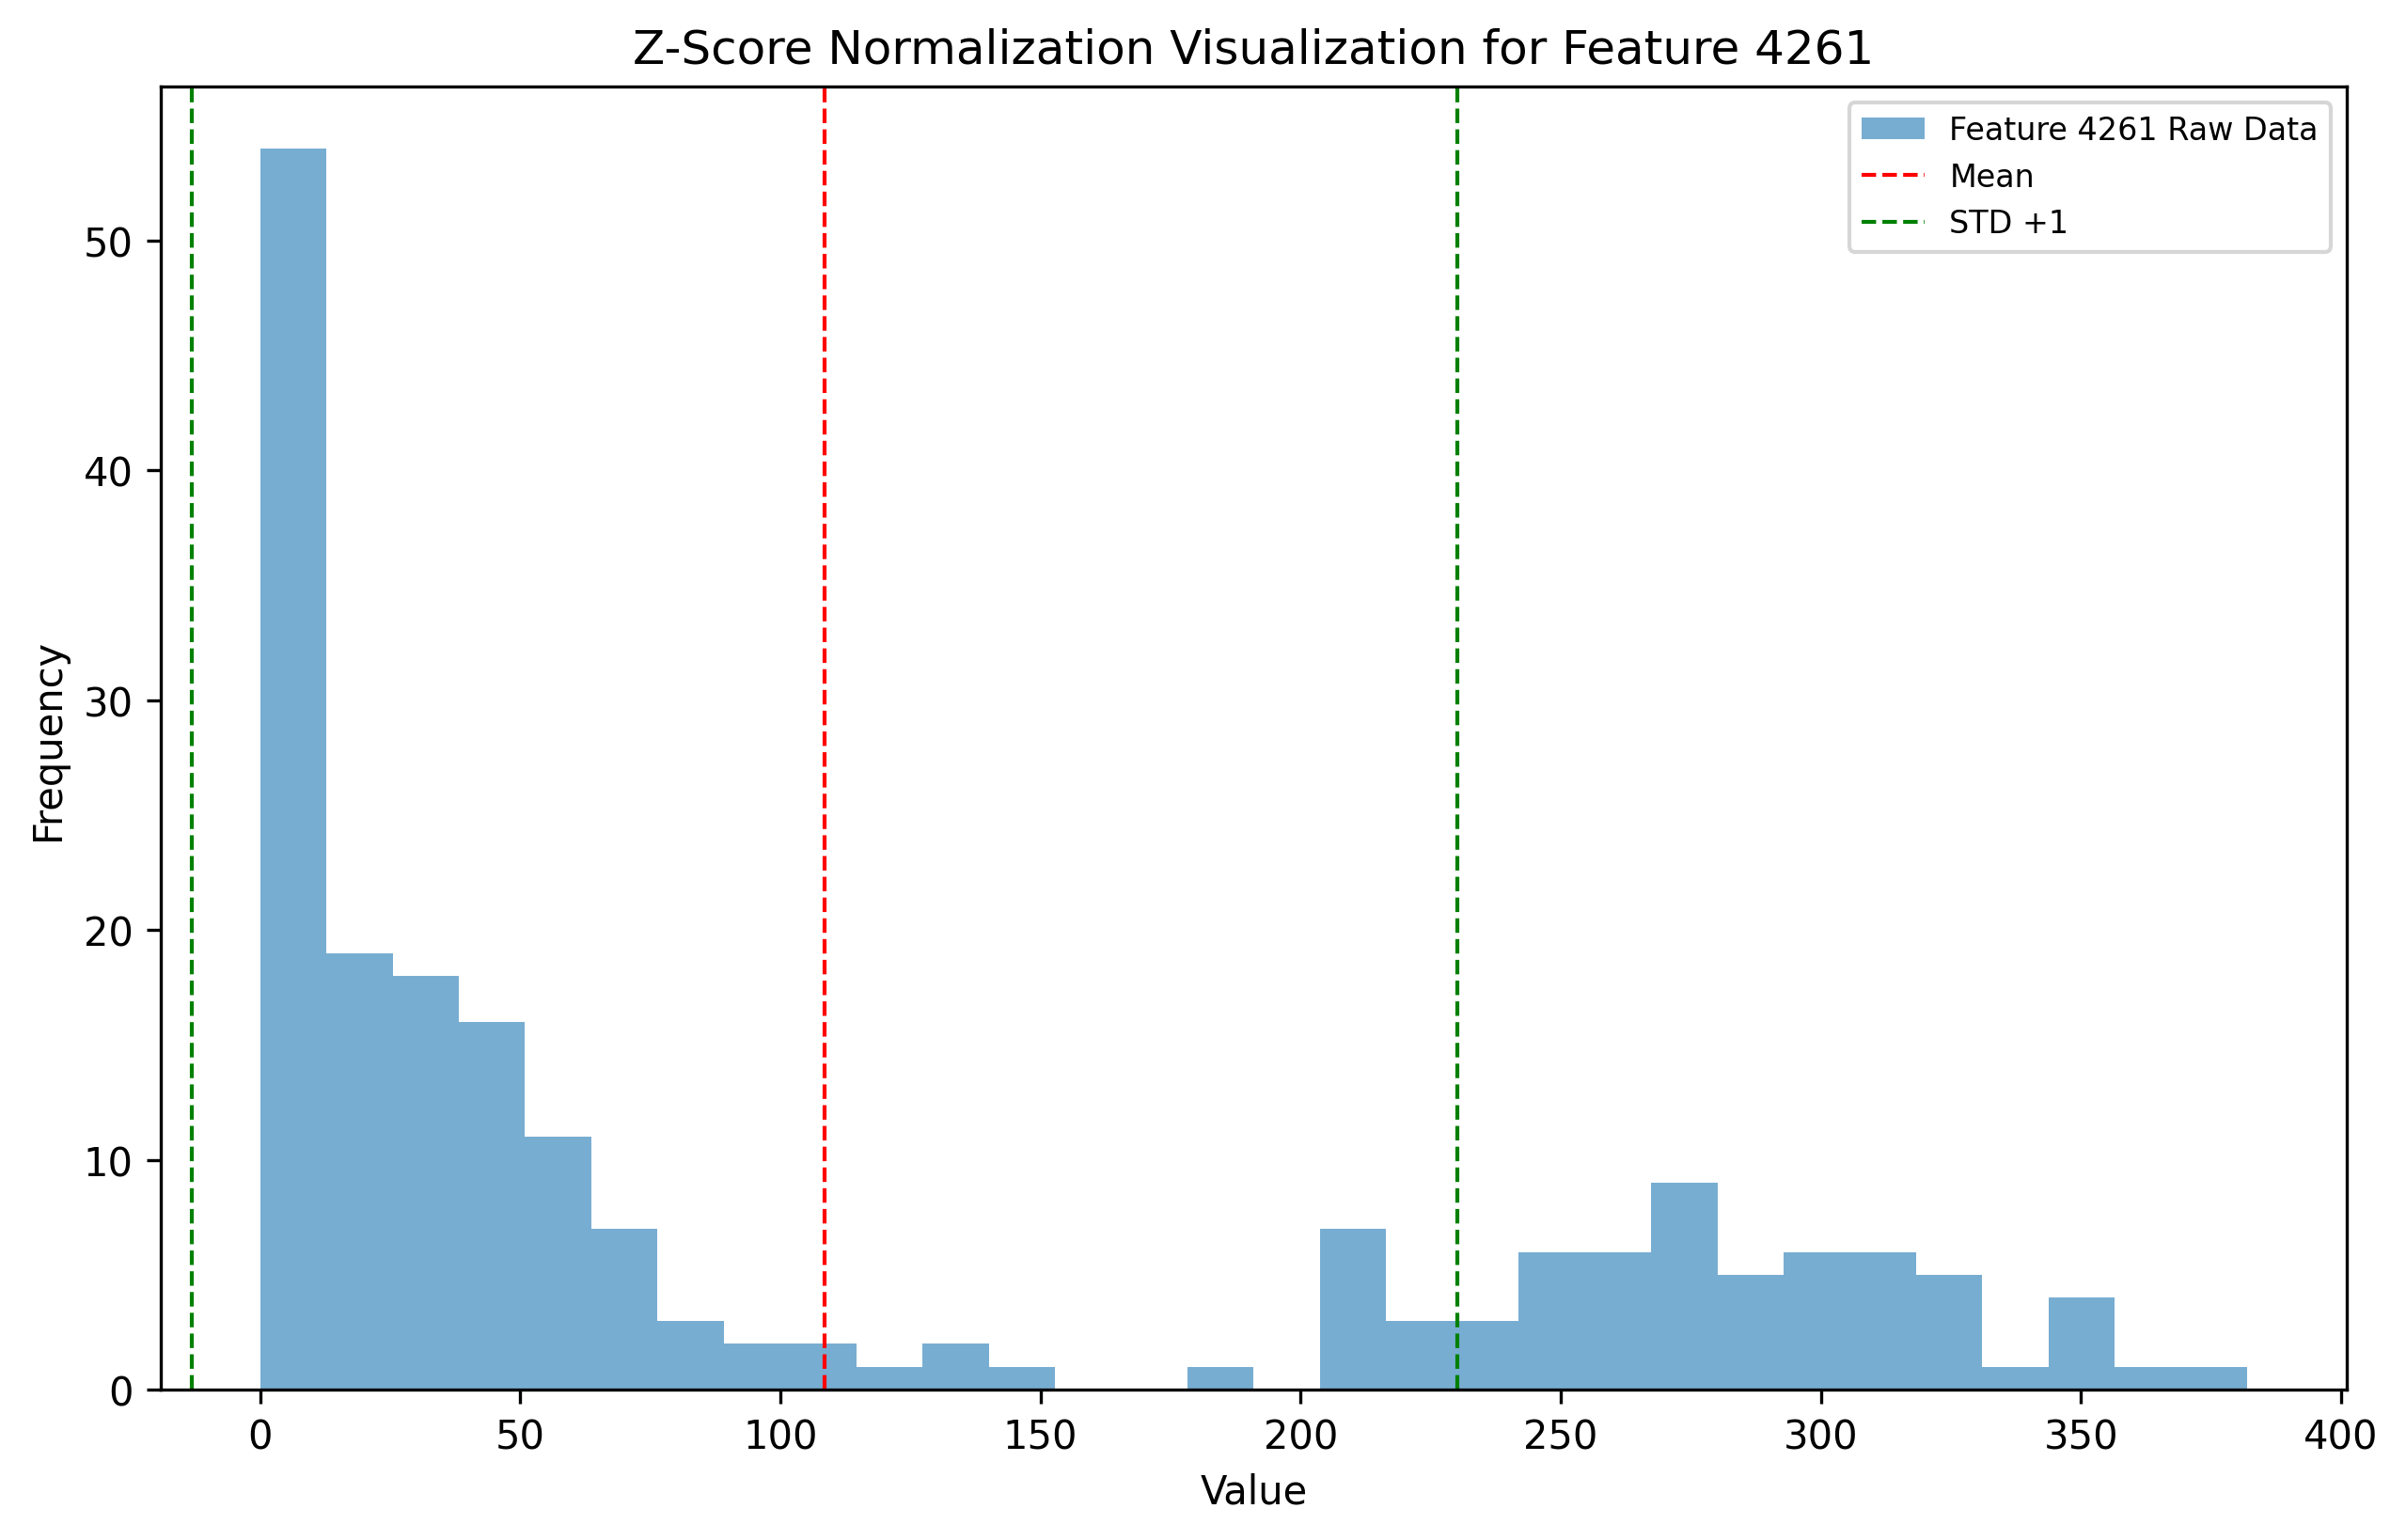 Z-Score Normalization Visualization for Feature 4261
Feature 4261 Raw Data
Mean
STD +1
Frequency
50
40
30
20
10
0
0 50 100 150 200 250 300 350 400
Value